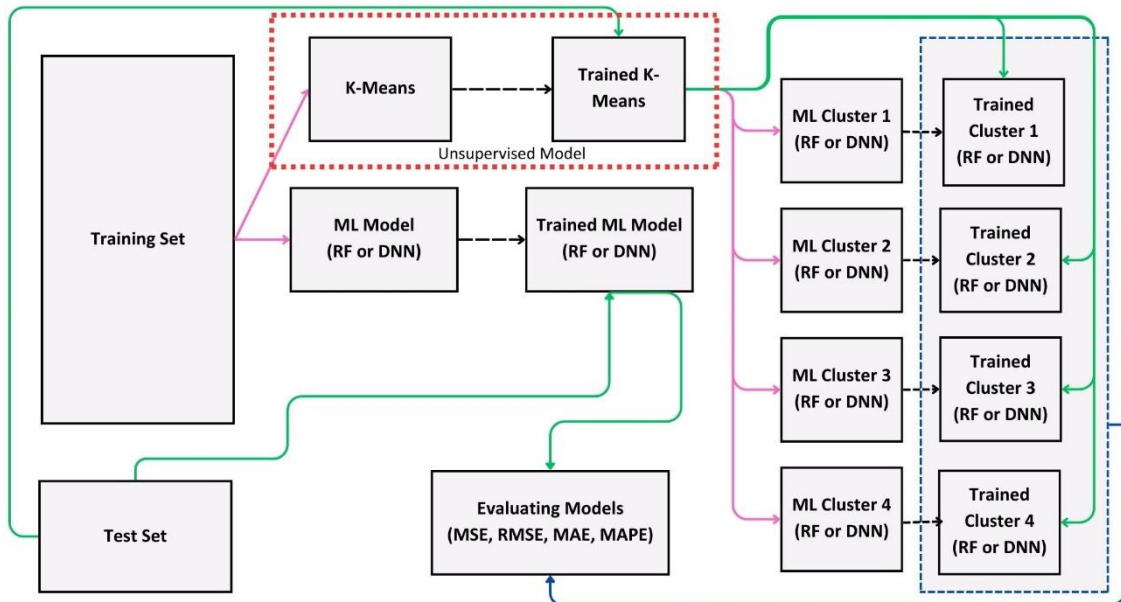 Training Set
K-Means
Trained K-
Means
Unsupervised Model
ML Model
(RF or DNN)
Trained ML Model
(RF or DNN)
ML Cluster 1
(RF or DNN)
Trained
Cluster 1
(RF or DNN)
ML Cluster 2
(RF or DNN)
Trained
Cluster 2
(RF or DNN)
ML Cluster 3
(RF or DNN)
Trained
Cluster 3
(RF or DNN)
ML Cluster 4
(RF or DNN)
Trained
Cluster 4
(RF or DNN)
Test Set
Evaluating Models
(MSE, RMSE, MAE, MAPE)